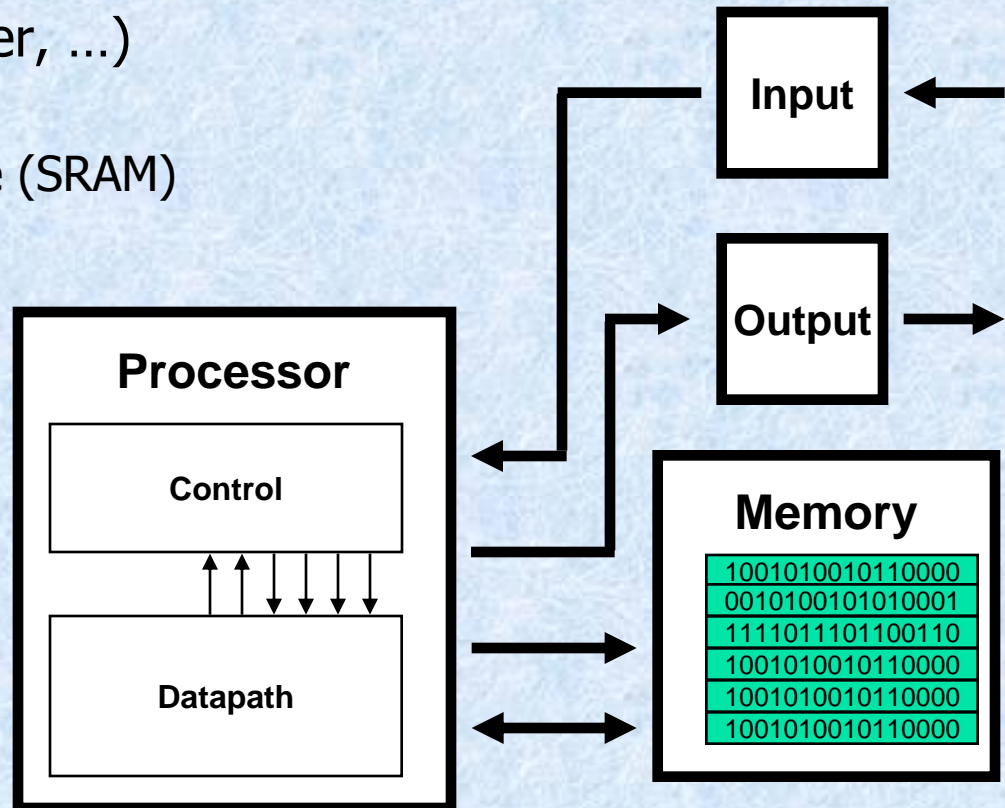 er, ...)
e (SRAM)
Input
Output
Processor
Control
Datapath
Memory
1001010010110000
0010100101010001
1111011101100110
1001010010110000
1001010010110000
1001010010110000